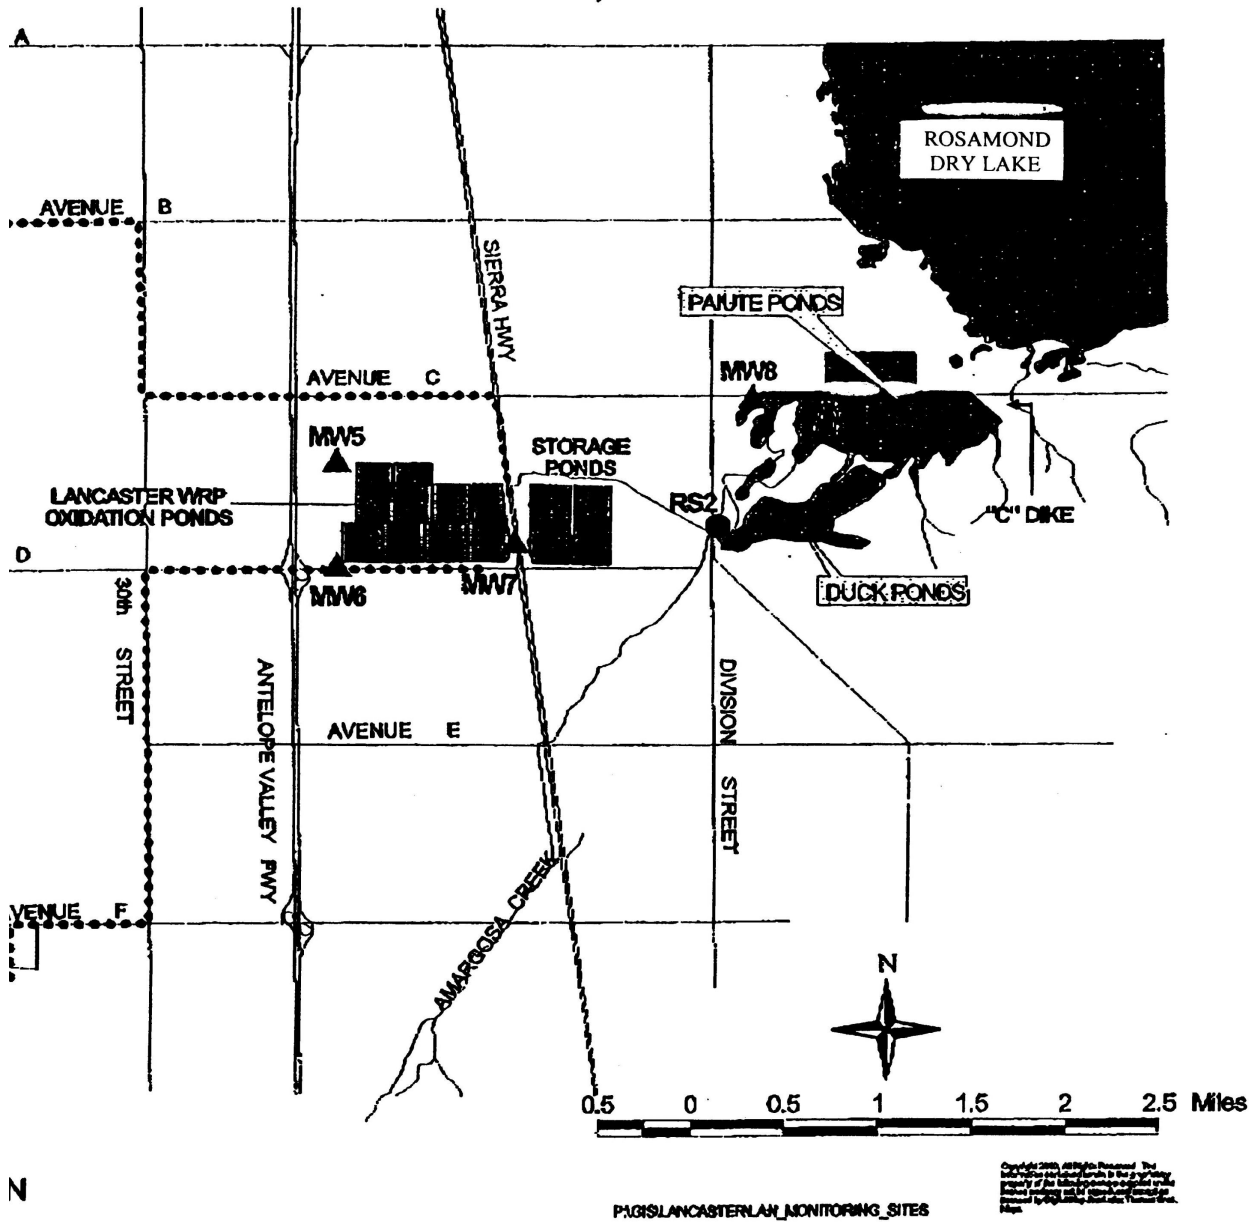 A
ROSAMOND
DRY LAKE
AVENUE B
SIERRA HWY
PAIUTE PONDS
AVENUE C
MW8
MW5
STORAGE
PONDS
LANCASTER WRP
OXIDATION PONDS
RS2
"C" DIKE
D
MW6
MW7
DUCK PONDS
30th STREET
ANTELOPE VALLEY FWY
DIVISION STREET
AVENUE E
AMARGOSA CREEK
VENUE F
N
0.5 0 0.5 1 1.5 2 2.5 Miles
N
P:\GIS\LANCASTER\LAN_MONITORING_SITES